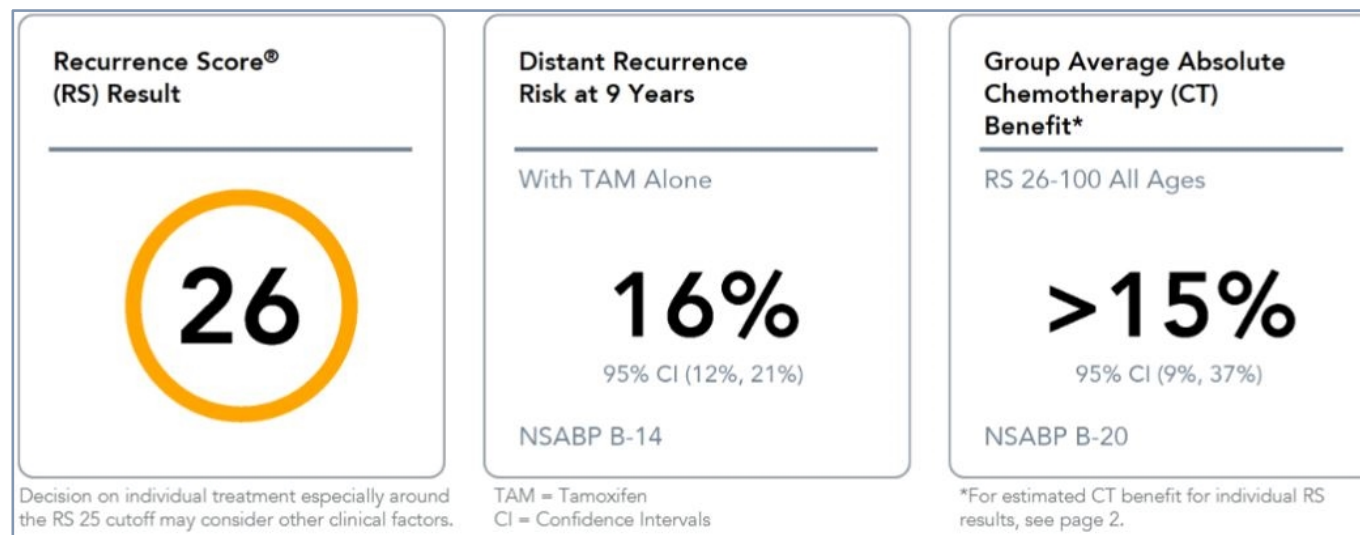 Recurrence Score®
(RS) Result
26
Decision on individual treatment especially around
the RS 25 cutoff may consider other clinical factors.
Distant Recurrence
Risk at 9 Years
With TAM Alone
16%
95% CI (12%, 21%)
NSABP B-14
TAM = Tamoxifen
CI = Confidence Intervals
Group Average Absolute
Chemotherapy (CT)
Benefit*
RS 26-100 All Ages
>15%
95% CI (9%, 37%)
NSABP B-20
*For estimated CT benefit for individual RS
results, see page 2.